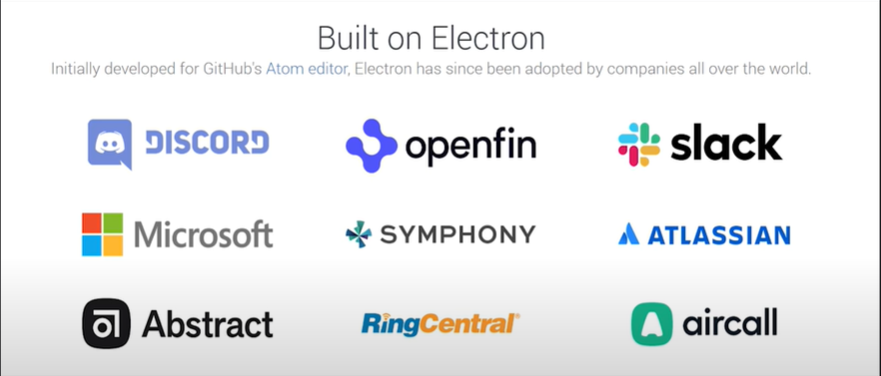 Built on Electron
Initially developed for GitHub's Atom editor, Electron has since been adopted by companies all over the world.
DISCORD openfin slack
Microsoft SYMPHONY ATLASSIAN
Abstract RingCentral® aircall